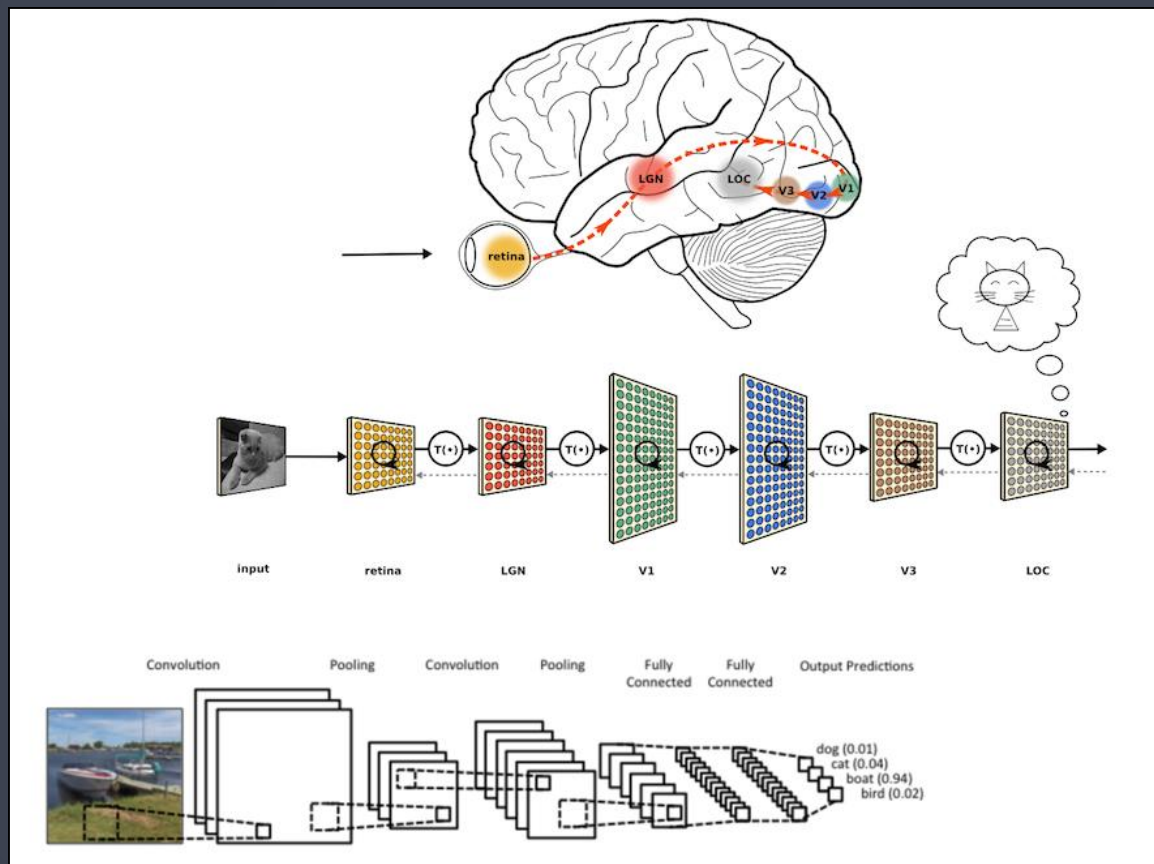 LGN
LOC
V3
V2
V1
retina
T(•)
T(•)
T(•)
T(•)
T(•)
input
retina
LGN
V1
V2
V3
LOC
Convolution
Pooling
Convolution
Pooling
Fully
Connected
Fully
Connected
Output Predictions
dog (0.01)
cat (0.04)
boat (0.94)
bird (0.02)